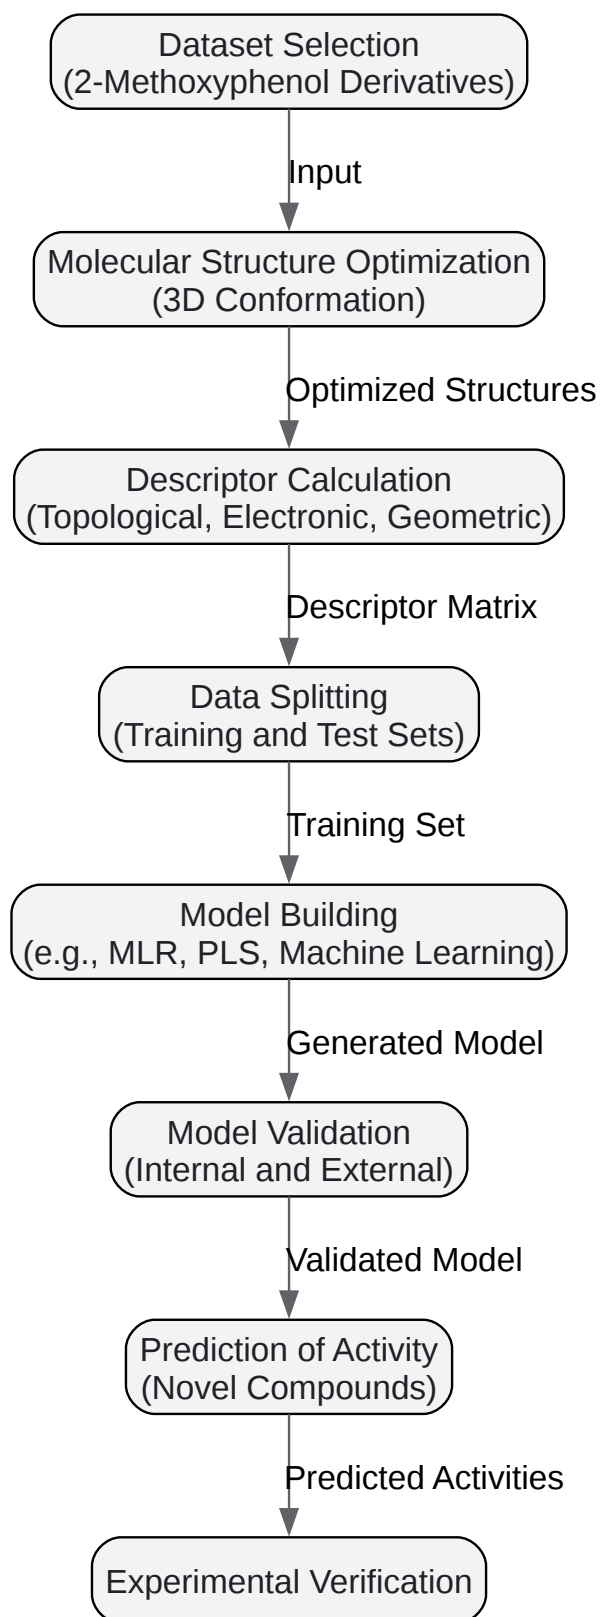 Dataset Selection
(2-Methoxyphenol Derivatives)
Input
Molecular Structure Optimization
(3D Conformation)
Optimized Structures
Descriptor Calculation
(Topological, Electronic, Geometric)
Descriptor Matrix
Data Splitting
(Training and Test Sets)
Training Set
Model Building
(e.g., MLR, PLS, Machine Learning)
Generated Model
Model Validation
(Internal and External)
Validated Model
Prediction of Activity
(Novel Compounds)
Predicted Activities
Experimental Verification